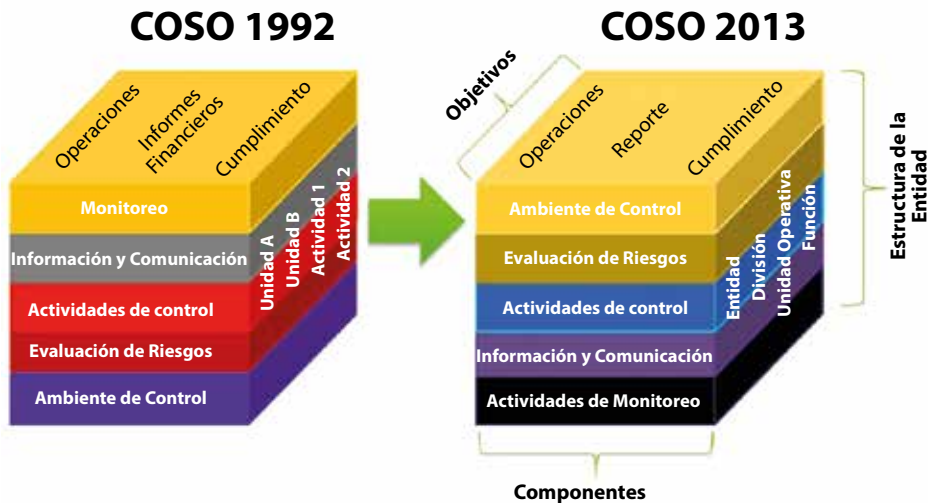 COSO 1992
Operaciones
Informes
Financieros
Cumplimiento
Monitoreo
Información y Comunicación
Actividades de control
Evaluación de Riesgos
Ambiente de Control
Unidad A
Unidad B
Actividad 1
Actividad 2
COSO 2013
Objetivos
Operaciones
Reporte
Cumplimiento
Ambiente de Control
Evaluación de Riesgos
Actividades de control
Información y Comunicación
Actividades de Monitoreo
Entidad
División
Unidad Operativa
Función
Estructura de la
Entidad
Componentes